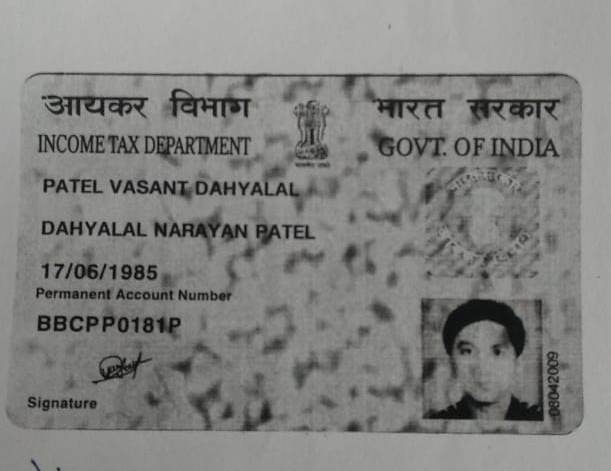 आयकर विभाग
भारत सरकार
INCOME TAX DEPARTMENT
GOVT. OF INDIA
PATEL VASANT DAHYALAL
DAHYALAL NARAYAN PATEL
17/06/1985
Permanent Account Number
BBCPP0181P
Signature
08042009